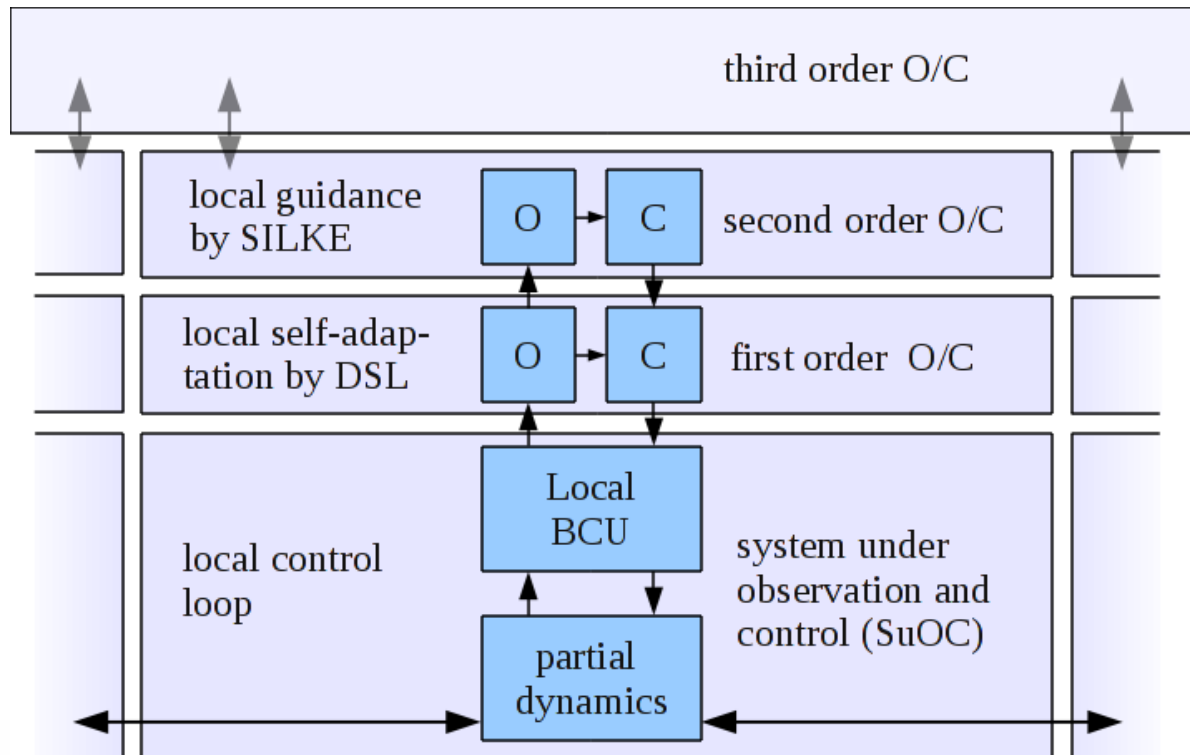 third order O/C
local guidance
by SILKE
O
C
second order O/C
local self-adap-
tation by DSL
O
C
first order O/C
Local
BCU
local control
loop
system under
observation and
control (SuOC)
partial
dynamics